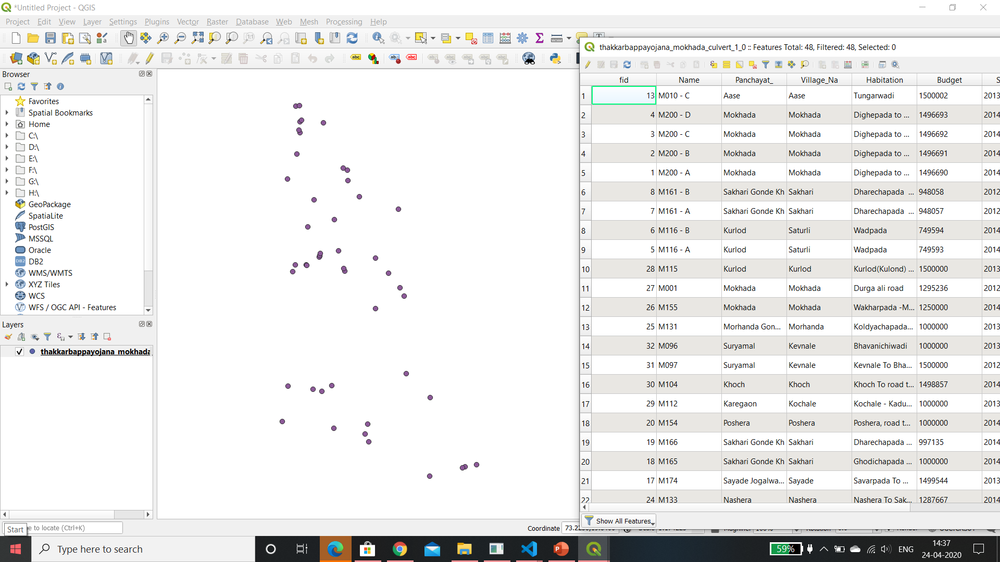 *Untitled Project - QGIS
Project Edit View Layer Settings Plugins Vector Raster Database Web Mesh Processing Help
Browser
Favorites
Spatial Bookmarks
Home
C:\
D:\
E:\
F:\
G:\
H:\
GeoPackage
SpatiaLite
PostGIS
MSSQL
Oracle
DB2
WMS/WMTS
XYZ Tiles
WCS
WFS / OGC API - Features
Layers
thakkarbappayojana_mokhada
thakkarbappayojana_mokhada_culvert_1_0 :: Features Total: 48, Filtered: 48, Selected: 0
fid Name Panchayat_ Village_Na Habitation Budget S
1 13 M010 - C Aase Aase Tungarwadi 1500002 2013
2 4 M200 - D Mokhada Mokhada Dighepada to ... 1496693 2014
3 3 M200 - C Mokhada Mokhada Dighepada to ... 1496692 2014
4 2 M200 - B Mokhada Mokhada Dighepada to ... 1496691 2014
5 1 M200 - A Mokhada Mokhada Dighepada to ... 1496690 2014
6 8 M161 - B Sakhari Gonde Kh Sakhari Dharechapada ... 948058 2012
7 7 M161 - A Sakhari Gonde Kh Sakhari Dharechapada ... 948057 2012
8 6 M116 - B Kurlod Saturli Wadpada 749594 2014
9 5 M116 - A Kurlod Saturli Wadpada 749593 2014
10 28 M115 Kurlod Kurlod Kurlod(Kulond) ... 1500000 2013
11 27 M001 Mokhada Mokhada Durga ali road 1295236 2012
12 26 M155 Mokhada Mokhada Wakharpada -M... 1250000 2014
13 25 M131 Morhanda Gon... Morhanda Koldyachapada... 1000000 2013
14 32 M096 Suryamal Kevnale Bhavanichiwadi 1000000 2013
15 31 M097 Suryamal Kevnale Kevnale To Bha... 1500000 2012
16 30 M104 Khoch Khoch Khoch To road t... 1498857 2014
17 29 M112 Karegaon Kochale Kochale - Kadu... 1000000 2013
18 20 M154 Poshera Poshera Poshera, road t... 1000000 2014
19 19 M166 Sakhari Gonde Kh Sakhari Dharechapada ... 997135 2014
20 18 M165 Sakhari Gonde Kh Sakhari Ghodichapada ... 1000000 2014
21 17 M174 Sayade Jogalwa... Sayade Savarpada To ... 1499544 2013
22 24 M133 Nashera Nashera Nashera To Sak... 1287667 2014
Show All Features
Start
e to locate (Ctrl+K)
Coordinate
Type here to search
59%
ENG
14:37
24-04-2020